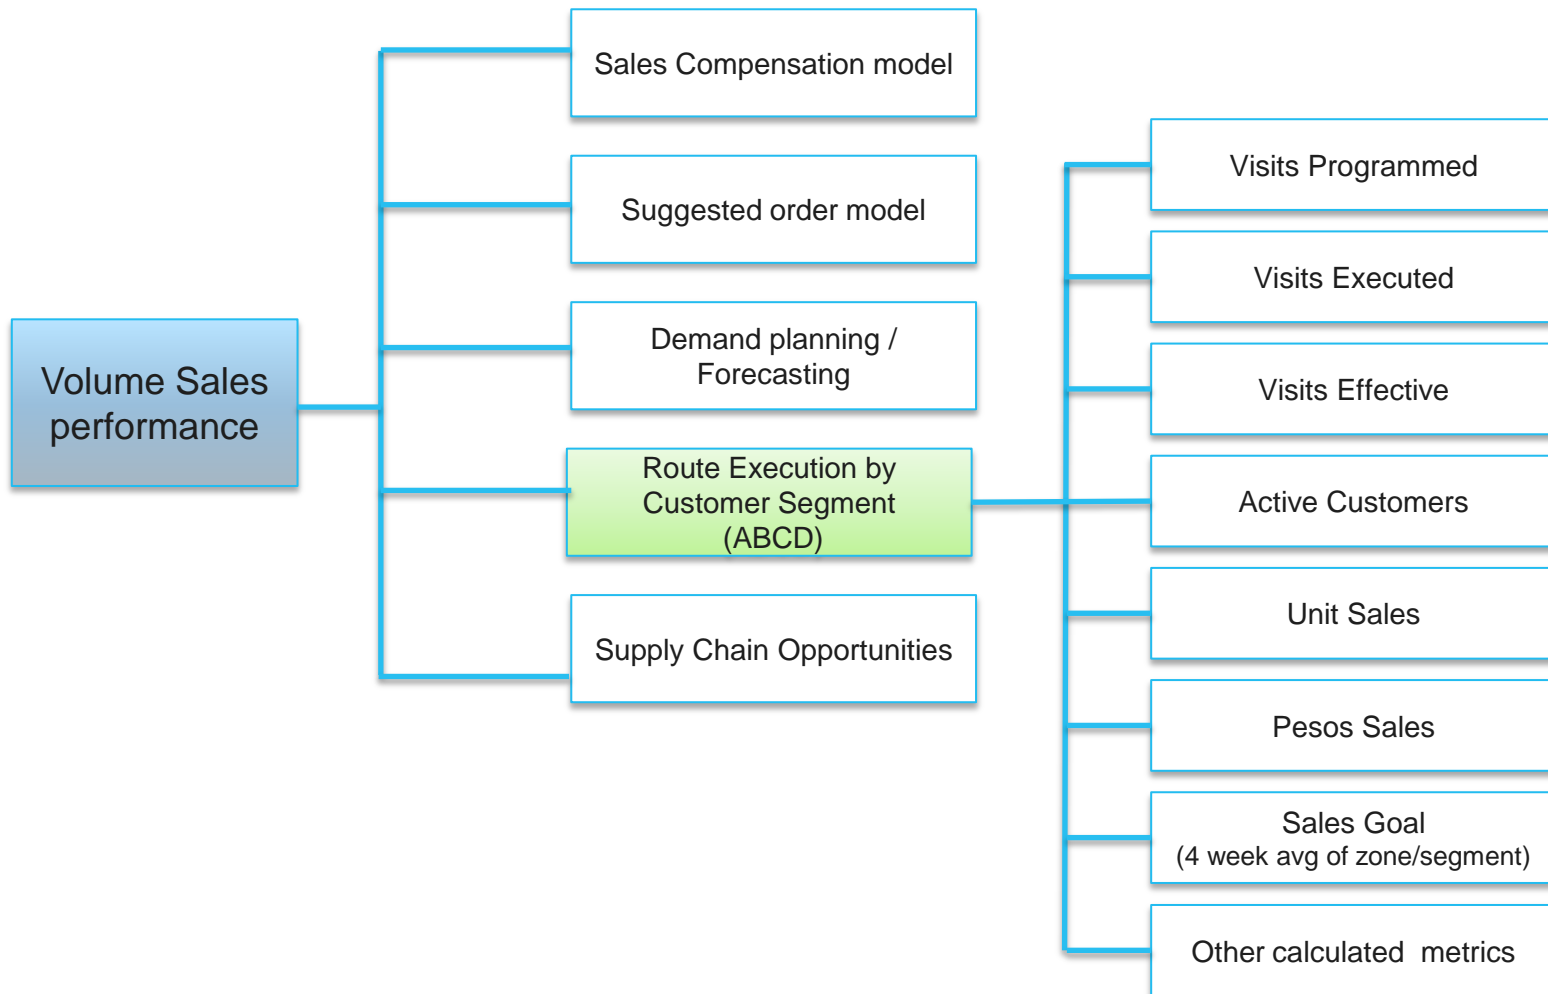 Volume Sales
performance
Sales Compensation model
Suggested order model
Demand planning /
Forecasting
Route Execution by
Customer Segment
(ABCD)
Supply Chain Opportunities
Visits Programmed
Visits Executed
Visits Effective
Active Customers
Unit Sales
Pesos Sales
Sales Goal
(4 week avg of zone/segment)
Other calculated  metrics